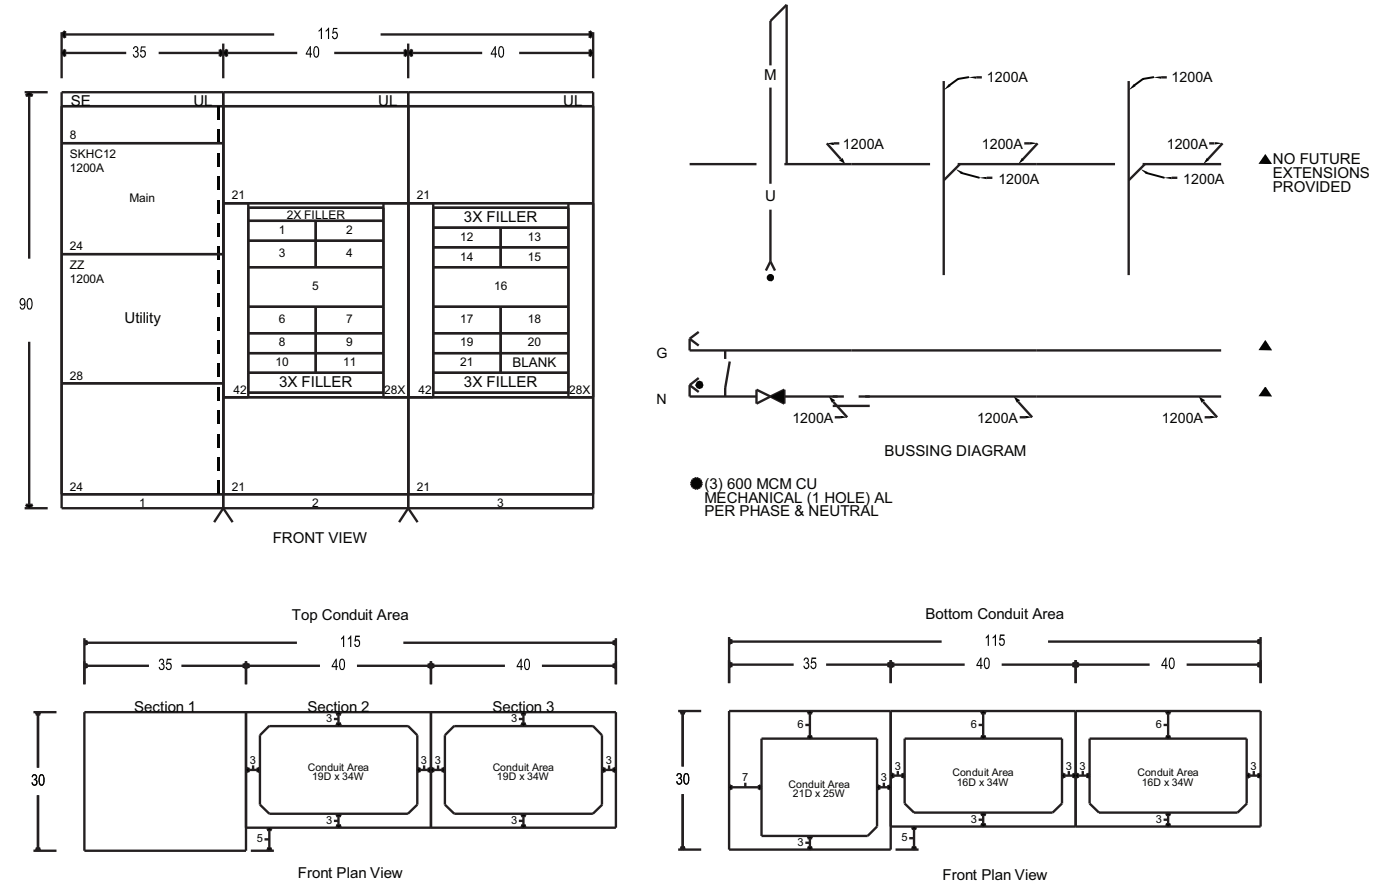 115
35 40 40
SE UL UL UL
8
SKHC12
1200A
Main
21 21
2X FILLER 3X FILLER
1 2 12 13
3 4 14 15
24
ZZ
1200A
5 16
90
Utility
6 7 17 18
8 9 19 20
10 11 21 BLANK
28
3X FILLER 3X FILLER
42 28X 42 28X
24 21 21
1 2 3
FRONT VIEW
M 1200A 1200A
1200A 1200A 1200A
1200A 1200A
U
NO FUTURE
EXTENSIONS
PROVIDED
G
N
1200A 1200A 1200A
BUSSING DIAGRAM
(3) 600 MCM CU
MECHANICAL (1 HOLE) AL
PER PHASE & NEUTRAL
Top Conduit Area
115
35 40 40
Section 1 Section 2 Section 3
3 3
30
3 Conduit Area 3 3 Conduit Area 3
19D x 34W 19D x 34W
3 3
5
Front Plan View
Bottom Conduit Area
115
35 40 40
6 6 6
30
7 Conduit Area 3 3 Conduit Area 3 3 Conduit Area 3
21D x 25W 16D x 34W 16D x 34W
3 3 3
5
Front Plan View